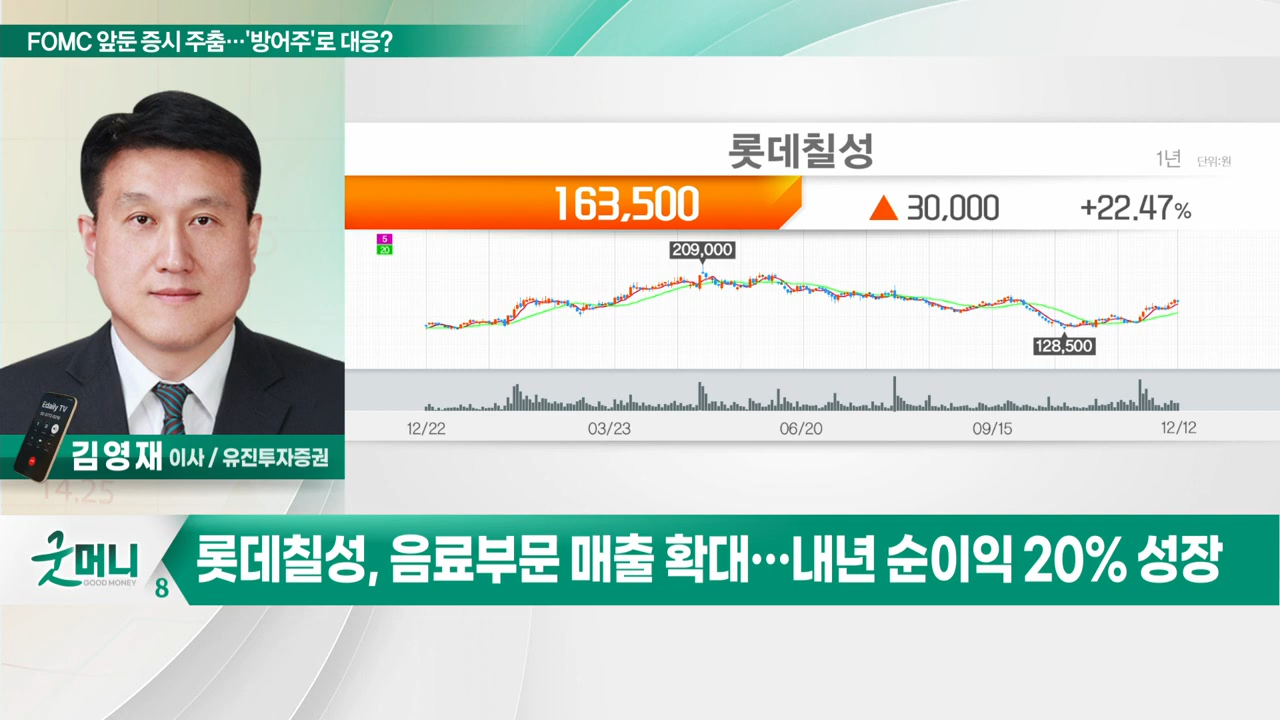 FOMC 앞둔 증시 주춤…'방어주'로 대응?
롯데칠성
1년 단위:원
163,500 ▲ 30,000 +22.47%
5
20
209,000
128,500
12/22 03/23 06/20 09/15 12/12
Edaily TV
김영재 이사 / 유진투자증권
14.25
굿머니
GOOD MONEY
8
롯데칠성, 음료부문 매출 확대…내년 순이익 20% 성장